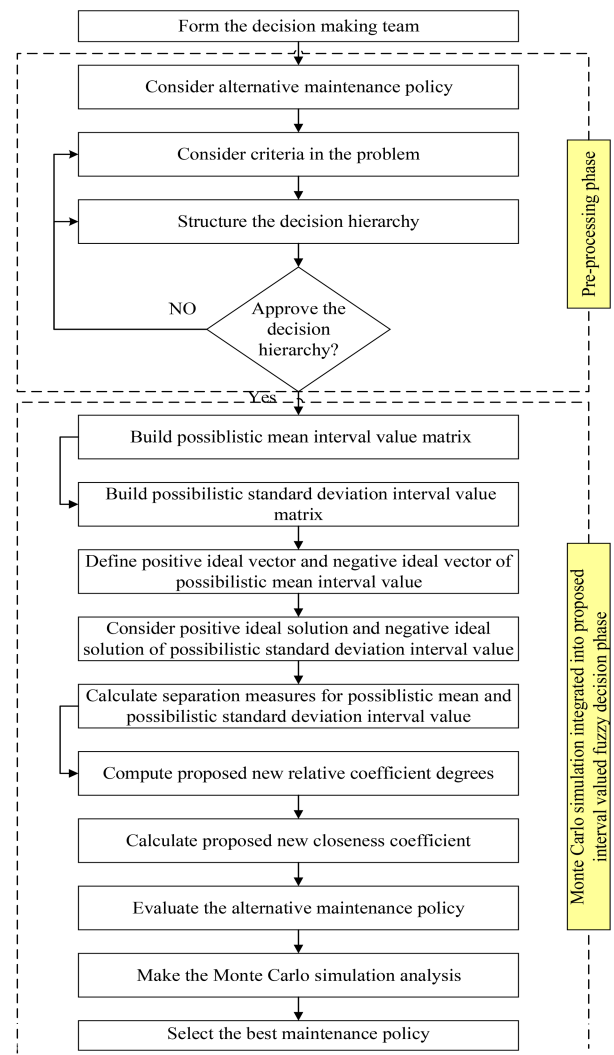 Form the decision making team
Consider alternative maintenance policy
Consider criteria in the problem
Structure the decision hierarchy
NO
Approve the
decision
hierarchy?
Yes
Pre-processing phase
Build possiblistic mean interval value matrix
Build possibilistic standard deviation interval value
matrix
Define positive ideal vector and negative ideal vector of
possibilistic mean interval value
Consider positive ideal solution and negative ideal
solution of possibilistic standard deviation interval value
Calculate separation measures for possiblistic mean and
possibilistic standard deviation interval value
Compute proposed new relative coefficient degrees
Calculate proposed new closeness coefficient
Evaluate the alternative maintenance policy
Make the Monte Carlo simulation analysis
Select the best maintenance policy
Monte Carlo simulation integrated into proposed
interval valued fuzzy decision phase